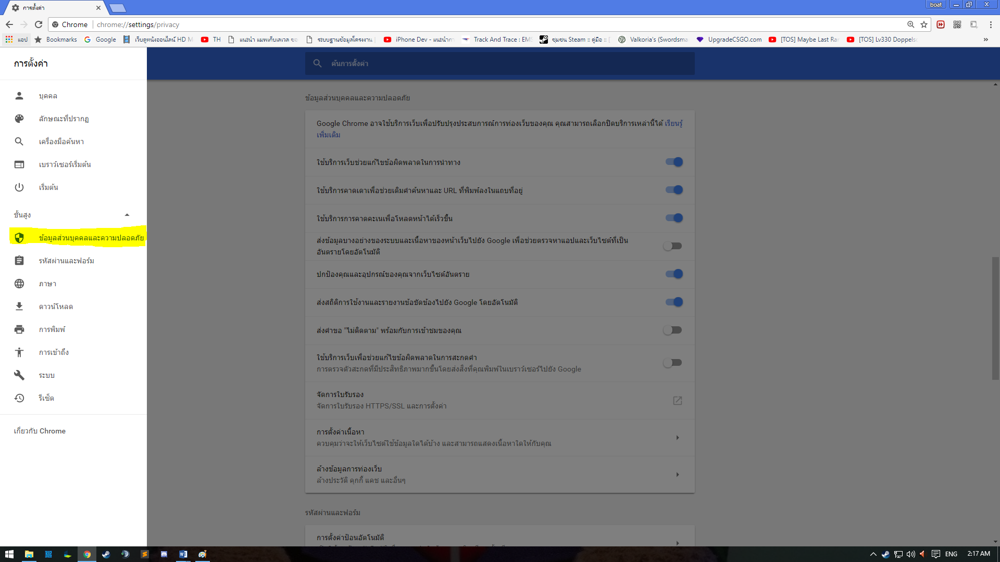 การตั้งค่า
boat
Chrome
chrome://settings/privacy
แอป
Bookmarks
Google
เว็บดูหนังออนไลน์ HD M
TH
แนะนำ แมพเก็บเลเวล ขอ
ระบบฐานข้อมูลโครงงาน
iPhone Dev - แนะนำกา
Track And Trace : EMS
ชุมชน Steam :: คู่มือ :: [
Valkoria's (Swordsma
UpgradeCSGO.com
[TOS] Maybe Last Ra
[TOS] Lv330 Doppels
»
การตั้งค่า
ค้นการตั้งค่า
บุคคล
ลักษณะที่ปรากฏ
เครื่องมือค้นหา
เบราว์เซอร์เริ่มต้น
เริ่มต้น
ขั้นสูง
ข้อมูลส่วนบุคคลและความปลอดภัย
รหัสผ่านและฟอร์ม
ภาษา
ดาวน์โหลด
การพิมพ์
การเข้าถึง
ระบบ
รีเซ็ต
เกี่ยวกับ Chrome
ข้อมูลส่วนบุคคลและความปลอดภัย
Google Chrome อาจใช้บริการเว็บเพื่อปรับปรุงประสบการณ์การท่องเว็บของคุณ คุณสามารถเลือกปิดบริการเหล่านี้ได้ เรียนรู้
เพิ่มเติม
ใช้บริการเว็บช่วยแก้ไขข้อผิดพลาดในการนำทาง
ใช้บริการคาดเดาเพื่อช่วยเติมคำค้นหาและ URL ที่พิมพ์ลงในแถบที่อยู่
ใช้บริการการคาดคะเนเพื่อโหลดหน้าได้เร็วขึ้น
ส่งข้อมูลบางอย่างของระบบและเนื้อหาของหน้าเว็บไปยัง Google เพื่อช่วยตรวจหาแอปและเว็บไซต์ที่เป็น
อันตรายโดยอัตโนมัติ
ปกป้องคุณและอุปกรณ์ของคุณจากเว็บไซต์อันตราย
ส่งสถิติการใช้งานและรายงานข้อขัดข้องไปยัง Google โดยอัตโนมัติ
ส่งคำขอ "ไม่ติดตาม" พร้อมกับการเข้าชมของคุณ
ใช้บริการเว็บเพื่อช่วยแก้ไขข้อผิดพลาดในการสะกดคำ
การตรวจตัวสะกดที่มีประสิทธิภาพมากขึ้นโดยส่งสิ่งที่คุณพิมพ์ในเบราว์เซอร์ไปยัง Google
จัดการใบรับรอง
จัดการใบรับรอง HTTPS/SSL และการตั้งค่า
การตั้งค่าเนื้อหา
ควบคุมว่าจะให้เว็บไซต์ใช้ข้อมูลใดได้บ้าง และสามารถแสดงเนื้อหาใดให้กับคุณ
ล้างข้อมูลการท่องเว็บ
ล้างประวัติ คุกกี้ แคช และอื่นๆ
รหัสผ่านและฟอร์ม
การตั้งค่าป้อนอัตโนมัติ
ENG
2:17 AM